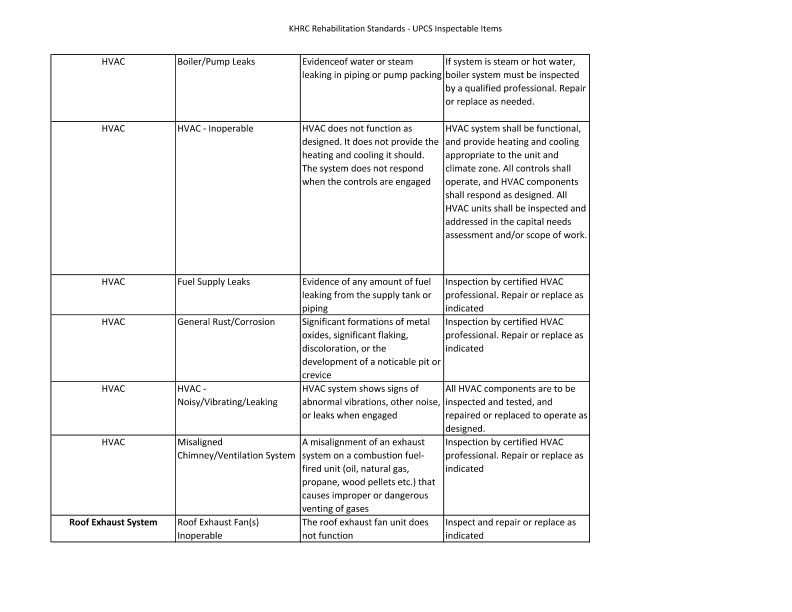 KHRC Rehabilitation Standards - UPCS Inspectable Items
HVAC
Boiler/Pump Leaks
Evidenceof water or steam
leaking in piping or pump packing
If system is steam or hot water,
boiler system must be inspected
by a qualified professional. Repair
or replace as needed.
HVAC
HVAC - Inoperable
HVAC does not function as
designed. It does not provide the
heating and cooling it should.
The system does not respond
when the controls are engaged
HVAC system shall be functional,
and provide heating and cooling
appropriate to the unit and
climate zone. All controls shall
operate, and HVAC components
shall respond as designed. All
HVAC units shall be inspected and
addressed in the capital needs
assessment and/or scope of work.
HVAC
Fuel Supply Leaks
Evidence of any amount of fuel
leaking from the supply tank or
piping
Inspection by certified HVAC
professional. Repair or replace as
indicated
HVAC
General Rust/Corrosion
Significant formations of metal
oxides, significant flaking,
discoloration, or the
development of a noticable pit or
crevice
Inspection by certified HVAC
professional. Repair or replace as
indicated
HVAC
HVAC -
Noisy/Vibrating/Leaking
HVAC system shows signs of
abnormal vibrations, other noise,
or leaks when engaged
All HVAC components are to be
inspected and tested, and
repaired or replaced to operate as
designed.
HVAC
Misaligned
Chimney/Ventilation System
A misalignment of an exhaust
system on a combustion fuel-
fired unit (oil, natural gas,
propane, wood pellets etc.) that
causes improper or dangerous
venting of gases
Inspection by certified HVAC
professional. Repair or replace as
indicated
Roof Exhaust System
Roof Exhaust Fan(s)
Inoperable
The roof exhaust fan unit does
not function
Inspect and repair or replace as
indicated